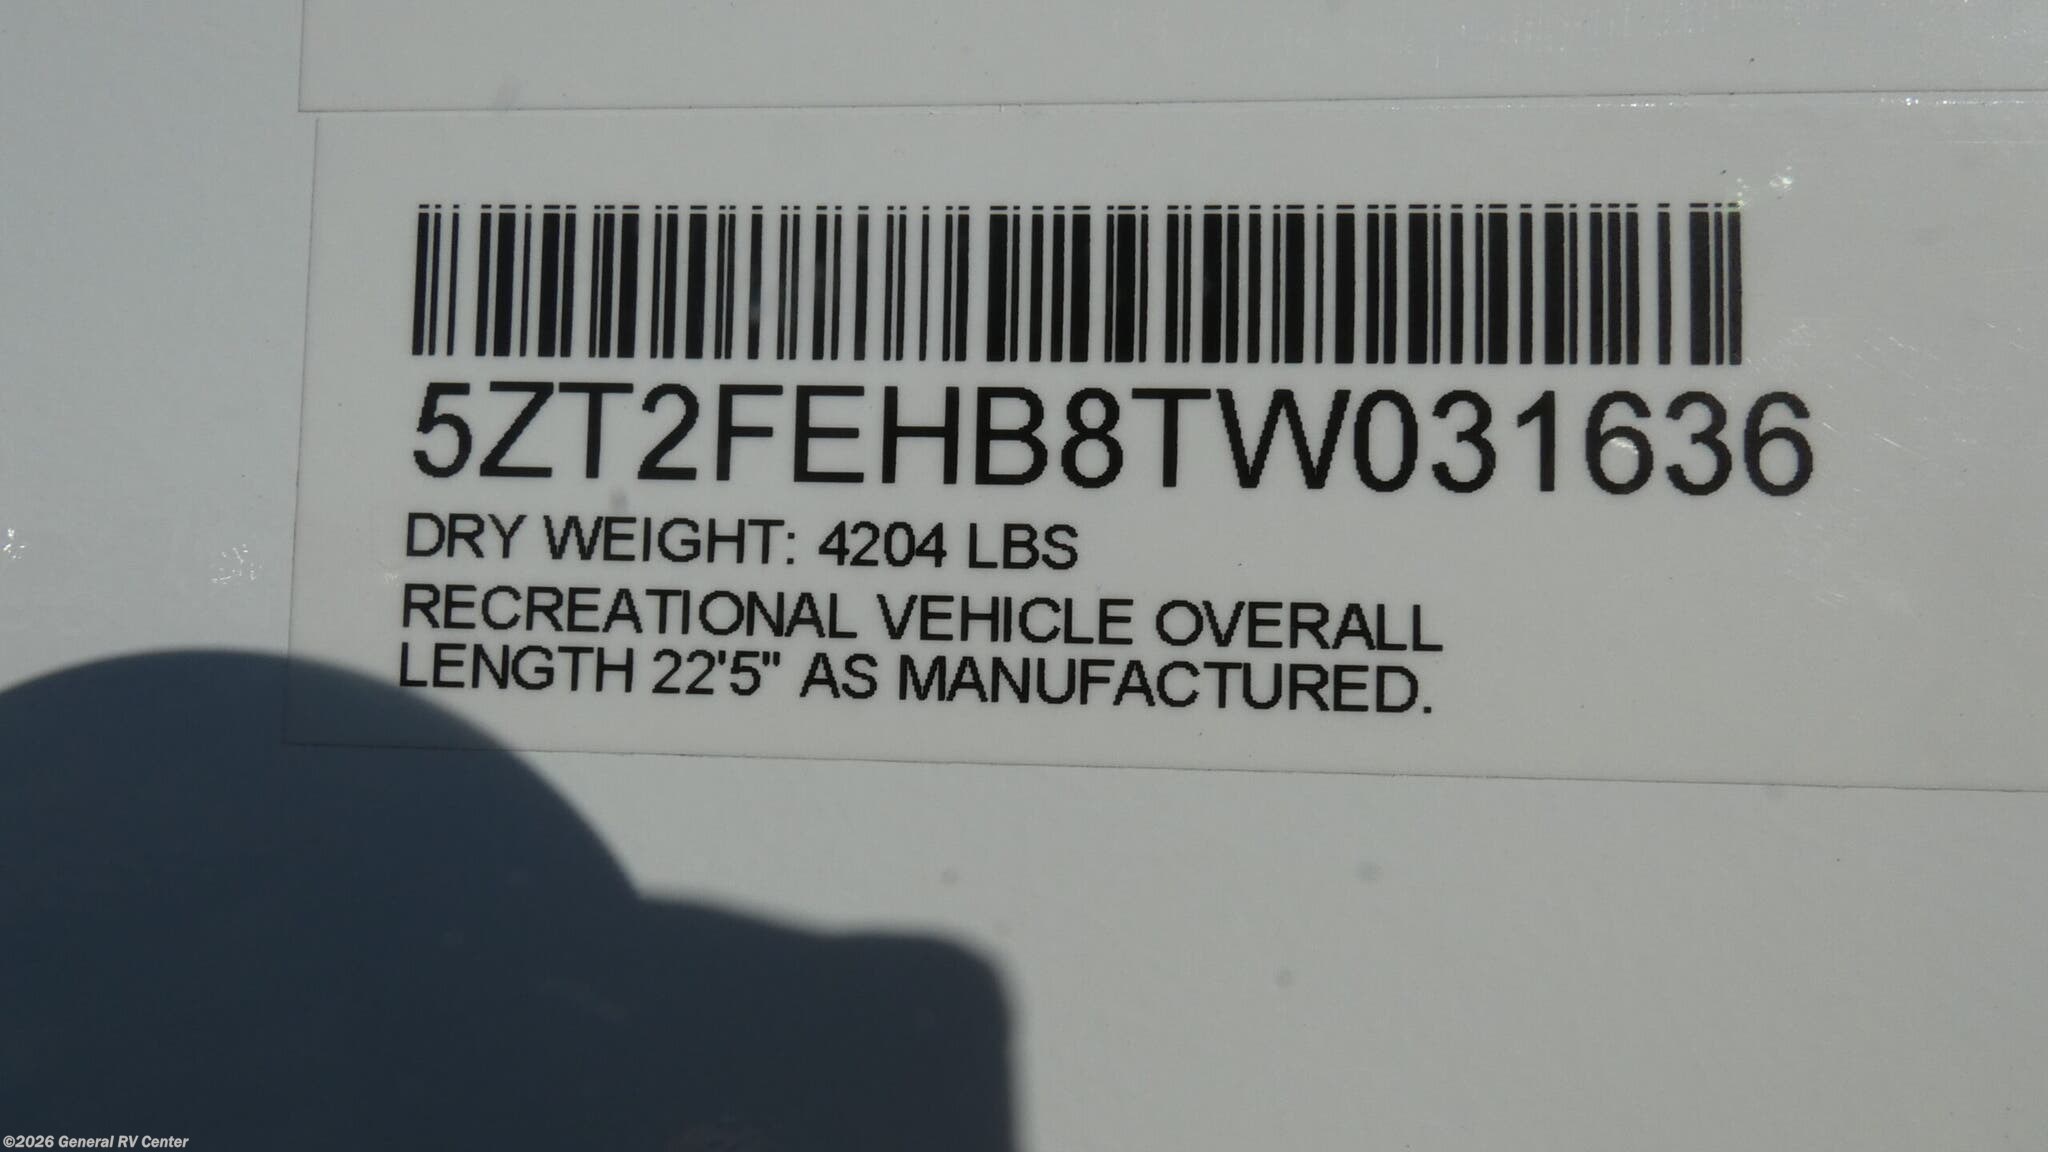 5ZT2FEHB8TW031636
DRY WEIGHT: 4204 LBS
RECREATIONAL VEHICLE OVERALL
LENGTH 22'5" AS MANUFACTURED.
©2026 General RV Center